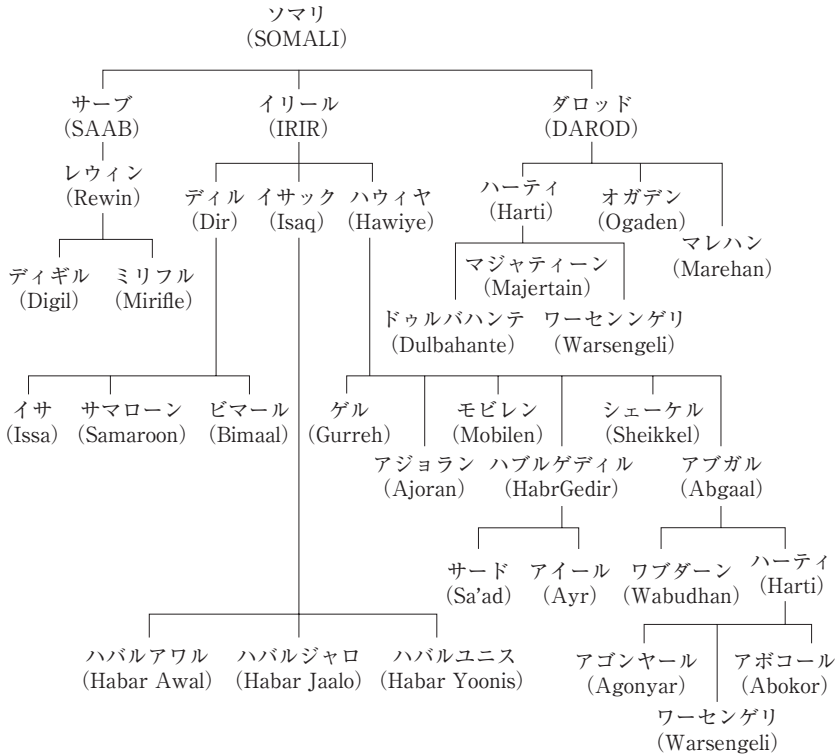 ソマリ
(SOMALI)
サーブ
(SAAB)
イリール
(IRIR)
ダロッド
(DAROD)
レウィン
(Rewin)
ディル
(Dir)
イサック
(Isaq)
ハウィヤ
(Hawiye)
ハーティ
(Harti)
オガデン
(Ogaden)
マレハン
(Marehan)
ディギル
(Digil)
ミリフル
(Mirifle)
マジャティーン
(Majertain)
ドゥルバハンテ
(Dulbahante)
ワーセンンゲリ
(Warsengeli)
イサ
(Issa)
サマローン
(Samaroon)
ビマール
(Bimaal)
ゲル
(Gurreh)
モビレン
(Mobilen)
シェーケル
(Sheikkel)
アジョラン
(Ajoran)
ハブルゲディル
(HabrGedir)
アブガル
(Abgaal)
サード
(Sa'ad)
アイール
(Ayr)
ワブダーン
(Wabudhan)
ハーティ
(Harti)
ハバルアワル
(Habar Awal)
ハバルジャロ
(Habar Jaalo)
ハバルユニス
(Habar Yoonis)
アゴンヤール
(Agonyar)
アボコール
(Abokor)
ワーセンゲリ
(Warsengeli)